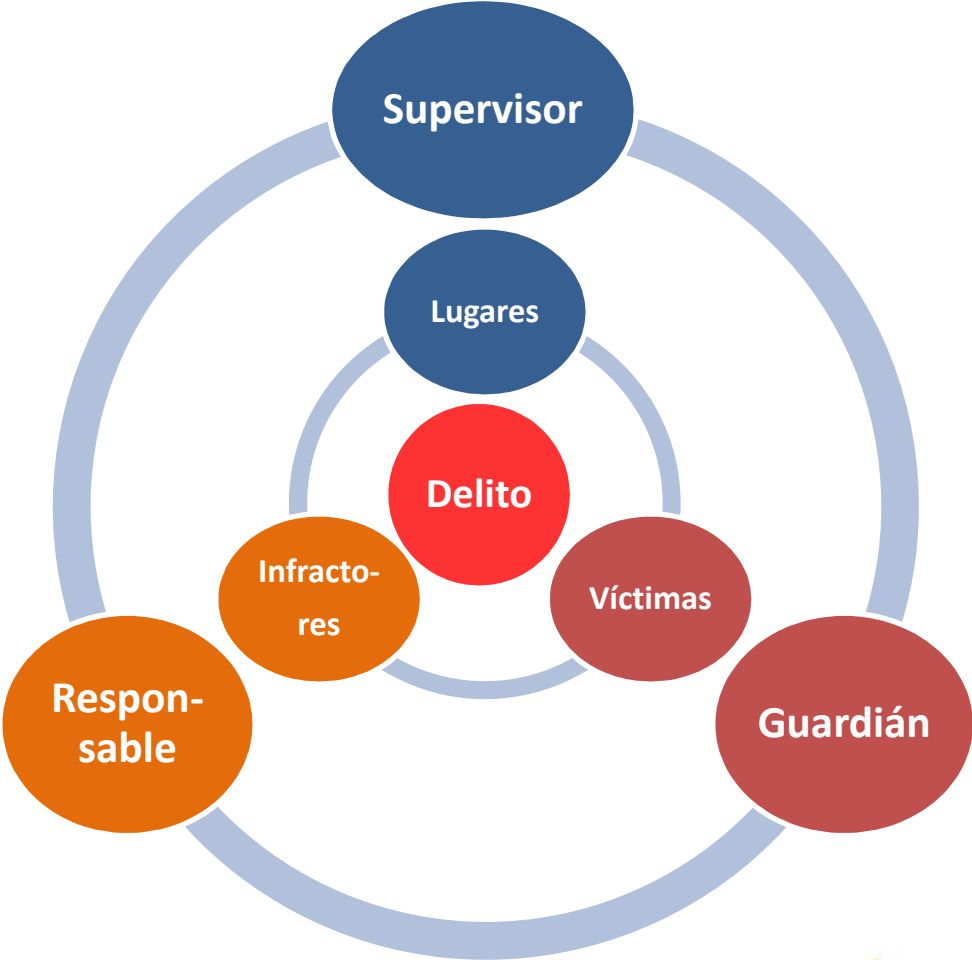 Supervisor
Lugares
Delito
Infracto-
res
Víctimas
Respon-
sable
Guardián